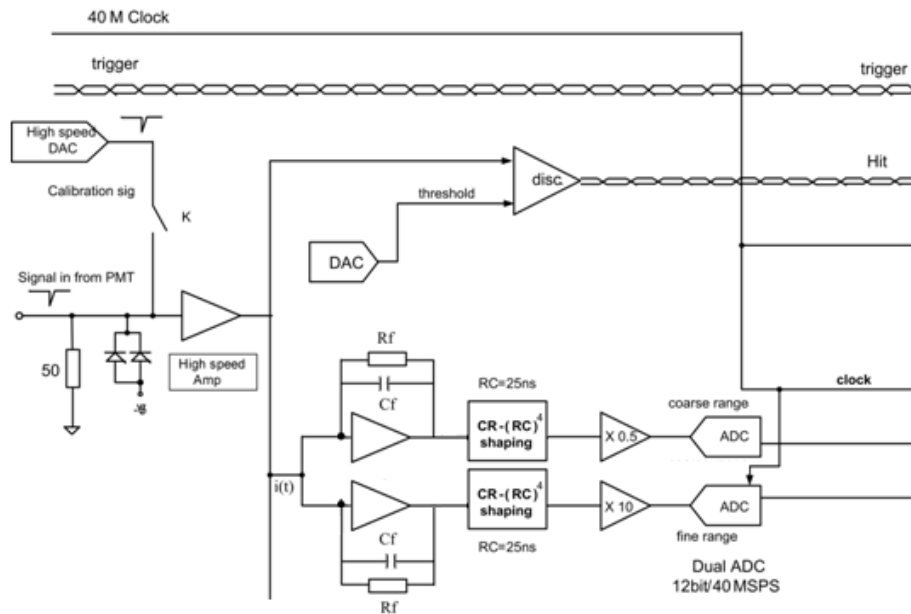 40 M Clock
trigger
trigger
High speed
DAC
Calibration sig
K
disc.
Hit
threshold
DAC
Signal in from PMT
50
High speed
Amp
Rf
Cf
RC=25ns
CR-(RC)⁴
shaping
X 0.5
coarse range
ADC
clock
i(t)
CR-(RC)⁴
shaping
X 10
ADC
fine range
Cf
Rf
RC=25ns
Dual ADC
12bit/40 MSPS